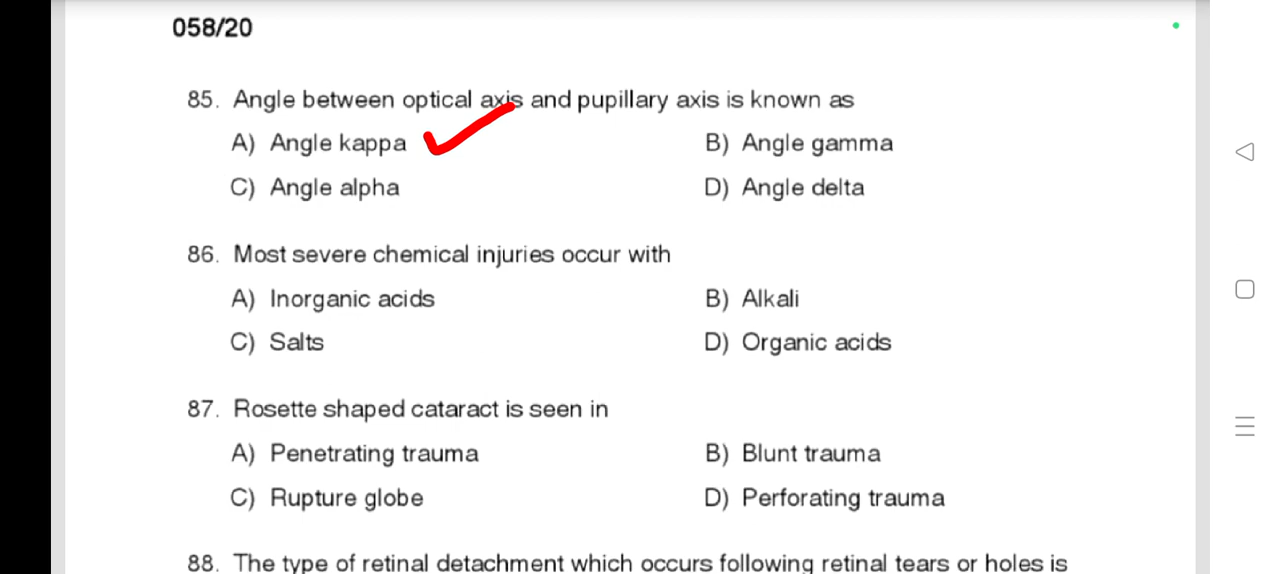 058/20
85. Angle between optical axis and pupillary axis is known as
A) Angle kappa B) Angle gamma
C) Angle alpha D) Angle delta
86. Most severe chemical injuries occur with
A) Inorganic acids B) Alkali
C) Salts D) Organic acids
87. Rosette shaped cataract is seen in
A) Penetrating trauma B) Blunt trauma
C) Rupture globe D) Perforating trauma
88. The type of retinal detachment which occurs following retinal tears or holes is